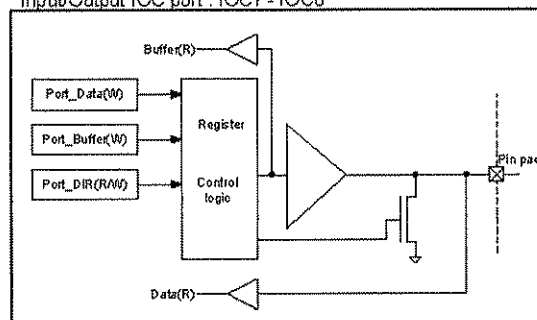 Input/Output IOC port : IOC7 - IOC0
Buffer(R)
Port_Data(W)
Port_Buffer(W)
Port_DIR(R/W)
Register
Control
logic
Pin pad
Data(R)